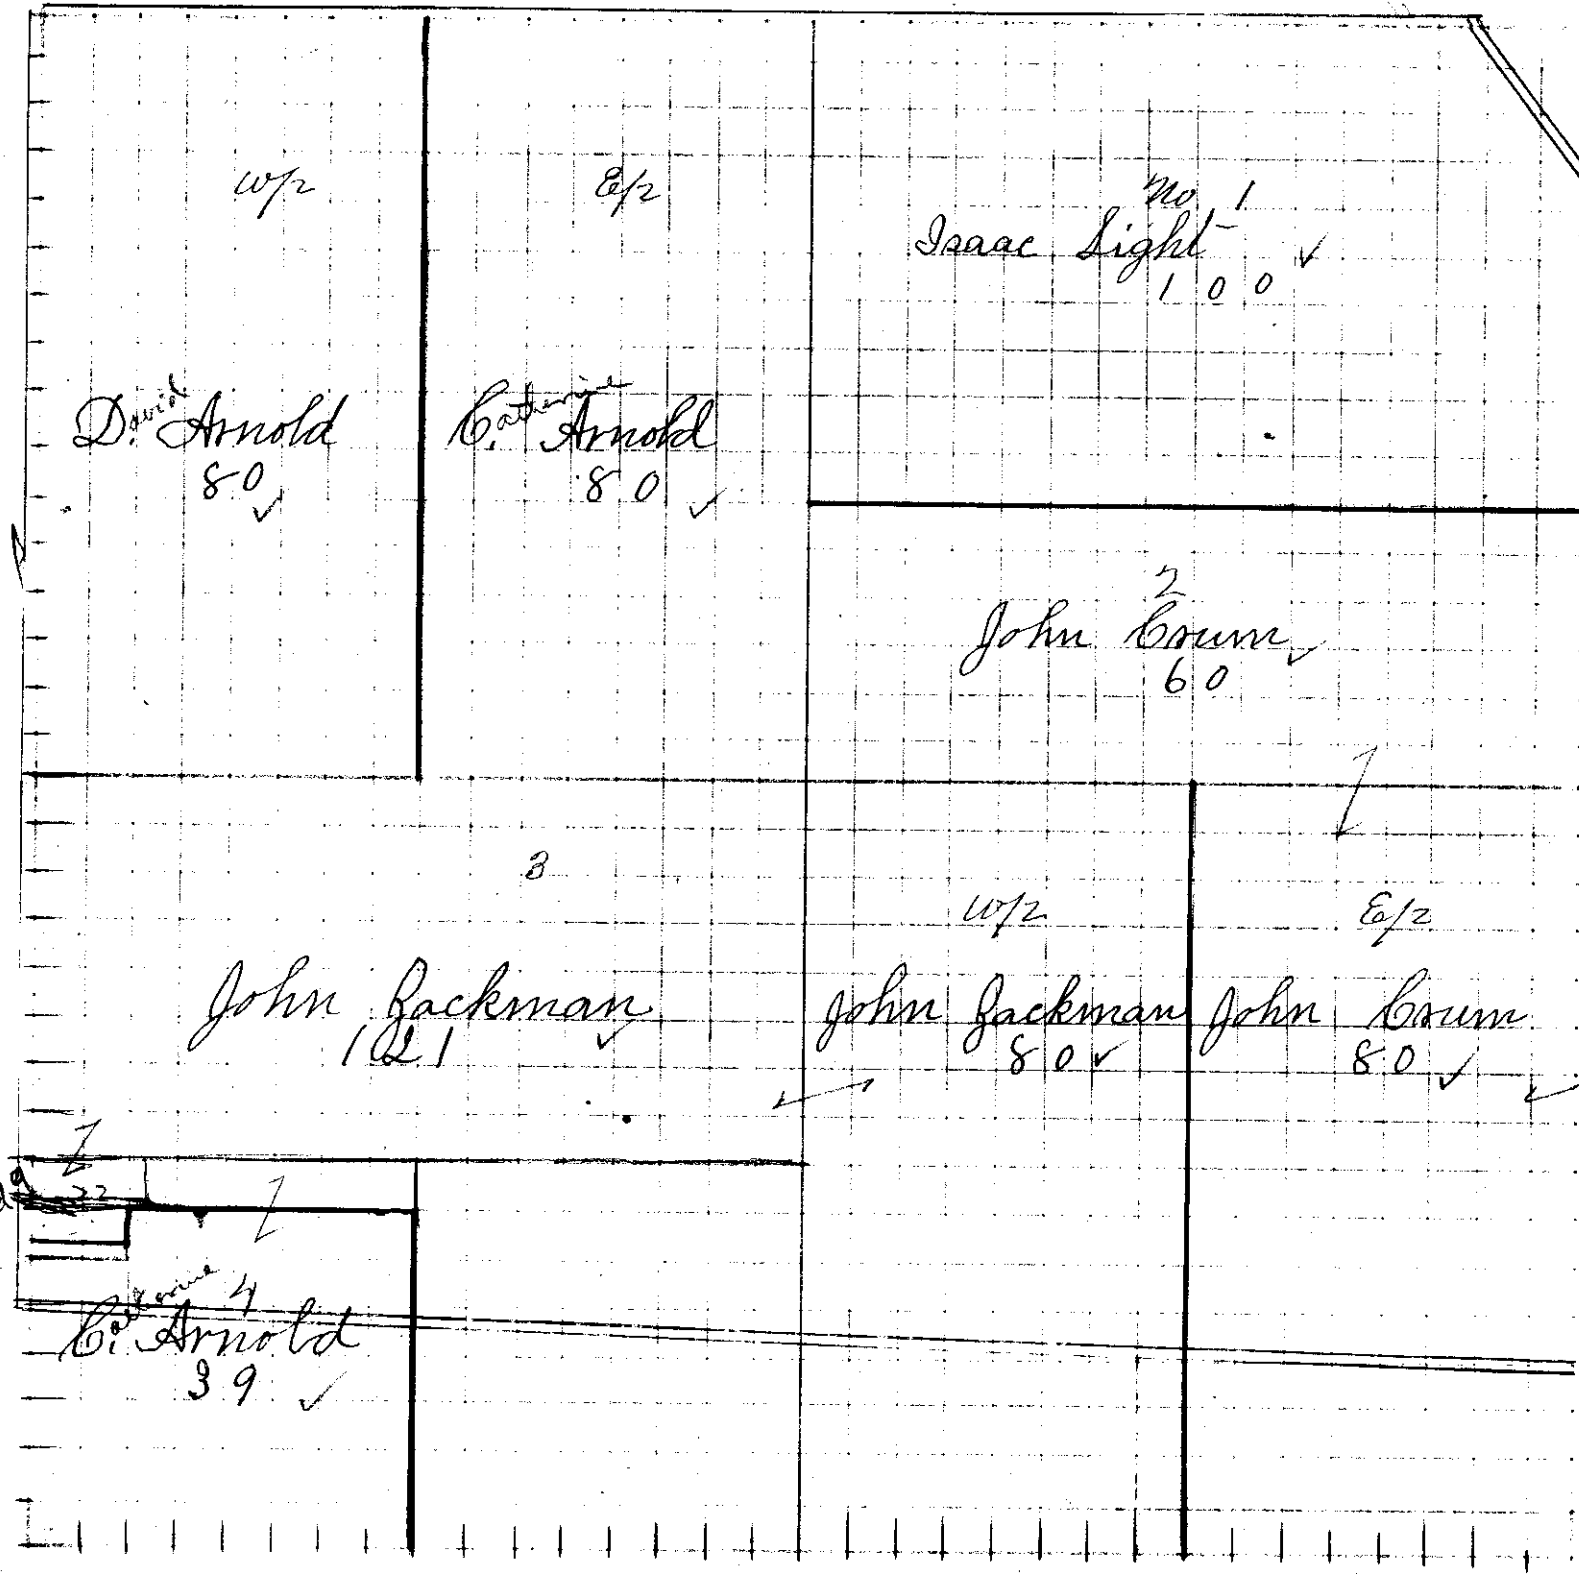 W/2
David
D. Arnold
80
E/2
Catherine
C. Arnold
80
No 1
Isaac Light
100
2
John Crum
60
3
John Zackman
121
W/2
John Zackman
80
E/2
John Crum
80
22
Catherine 4
C. Arnold
39